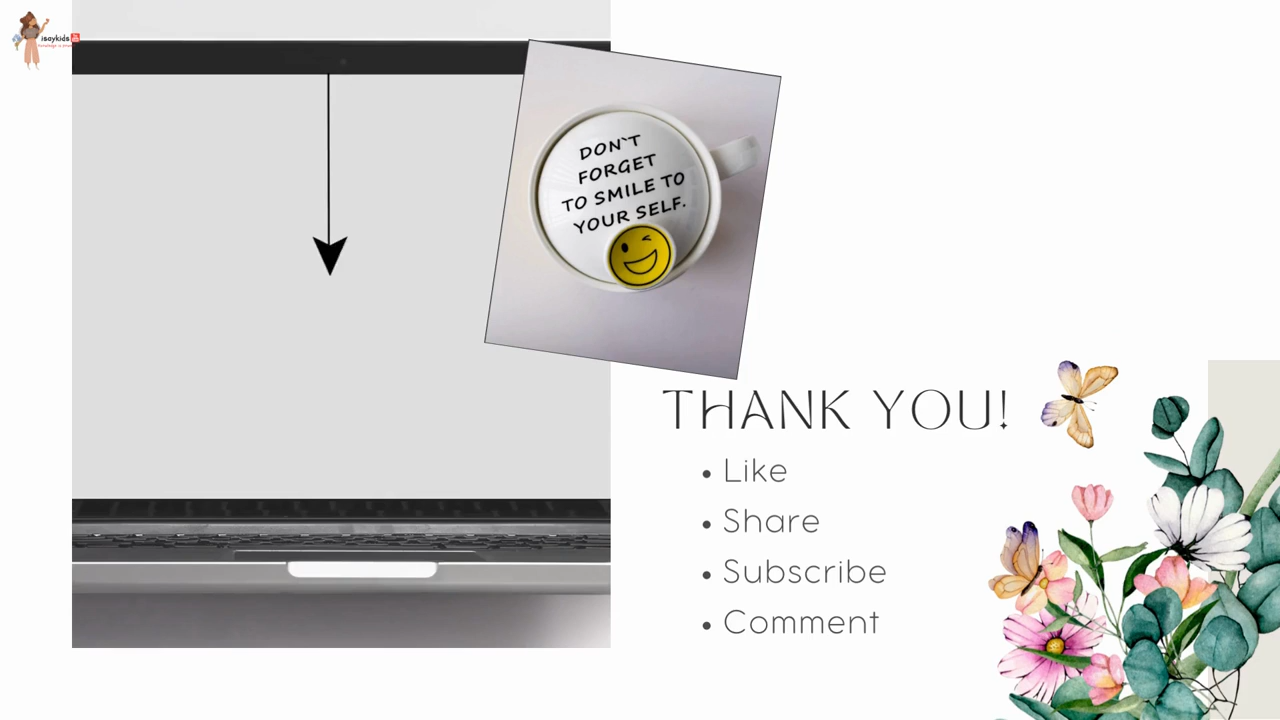 isaykids
DON`T
FORGET
TO SMILE TO
YOUR SELF.
THANK YOU!
• Like
• Share
• Subscribe
• Comment